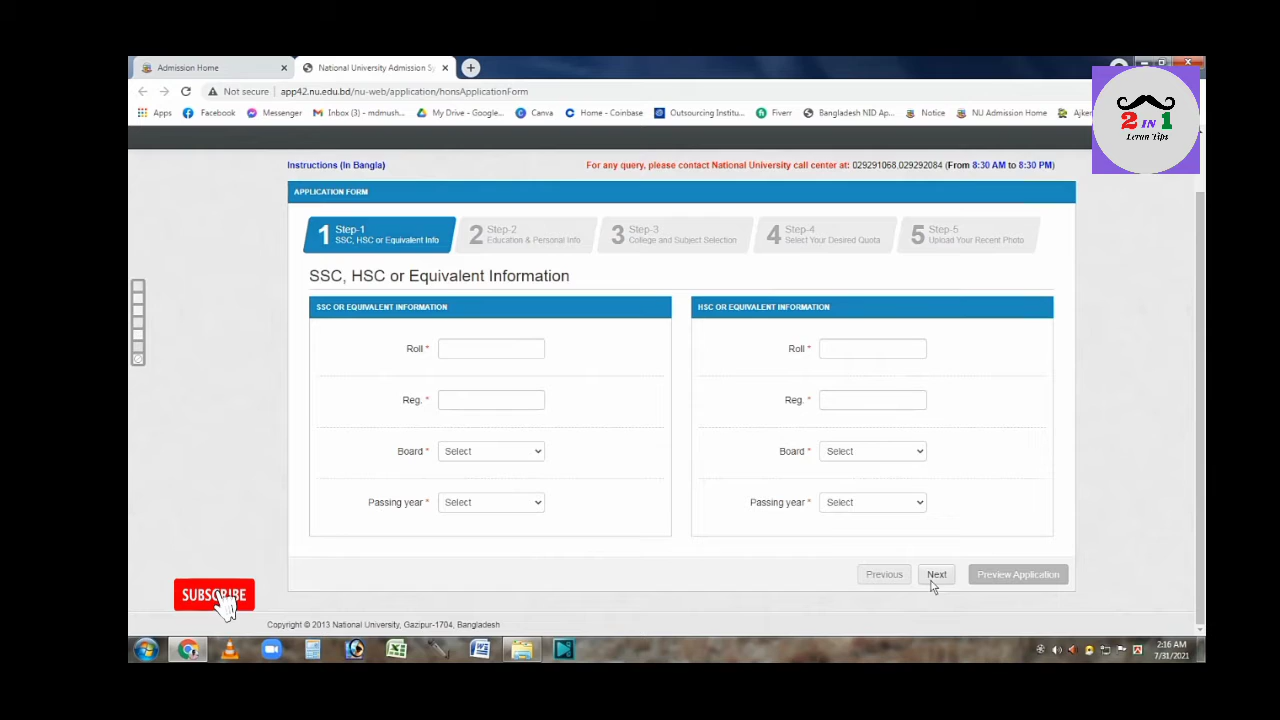 Admission Home
National University Admission S
Not secure
app42.nu.edu.bd/nu-web/application/honsApplicationForm
Apps
Facebook
Messenger
Inbox (3) - mdmush...
My Drive - Google...
Canva
Home - Coinbase
Outsourcing Institu...
Fiverr
Bangladesh NID Ap...
Notice
NU Admission Home
Ajker
2 IN 1
Lerun Tips
Instructions (In Bangla)
For any query, please contact National University call center at: 029291068,029292084 (From 8:30 AM to 8:30 PM)
APPLICATION FORM
1 Step-1
SSC, HSC or Equivalent Info
2 Step-2
Education & Personal Info
3 Step-3
College and Subject Selection
4 Step-4
Select Your Desired Quota
5 Step-5
Upload Your Recent Photo
SSC, HSC or Equivalent Information
SSC OR EQUIVALENT INFORMATION
Roll *
Reg. *
Board * Select
Passing year * Select
HSC OR EQUIVALENT INFORMATION
Roll *
Reg. *
Board * Select
Passing year * Select
Previous
Next
Preview Application
SUBSCRIBE
Copyright © 2013 National University, Gazipur-1704, Bangladesh
2:16 AM
7/31/2021